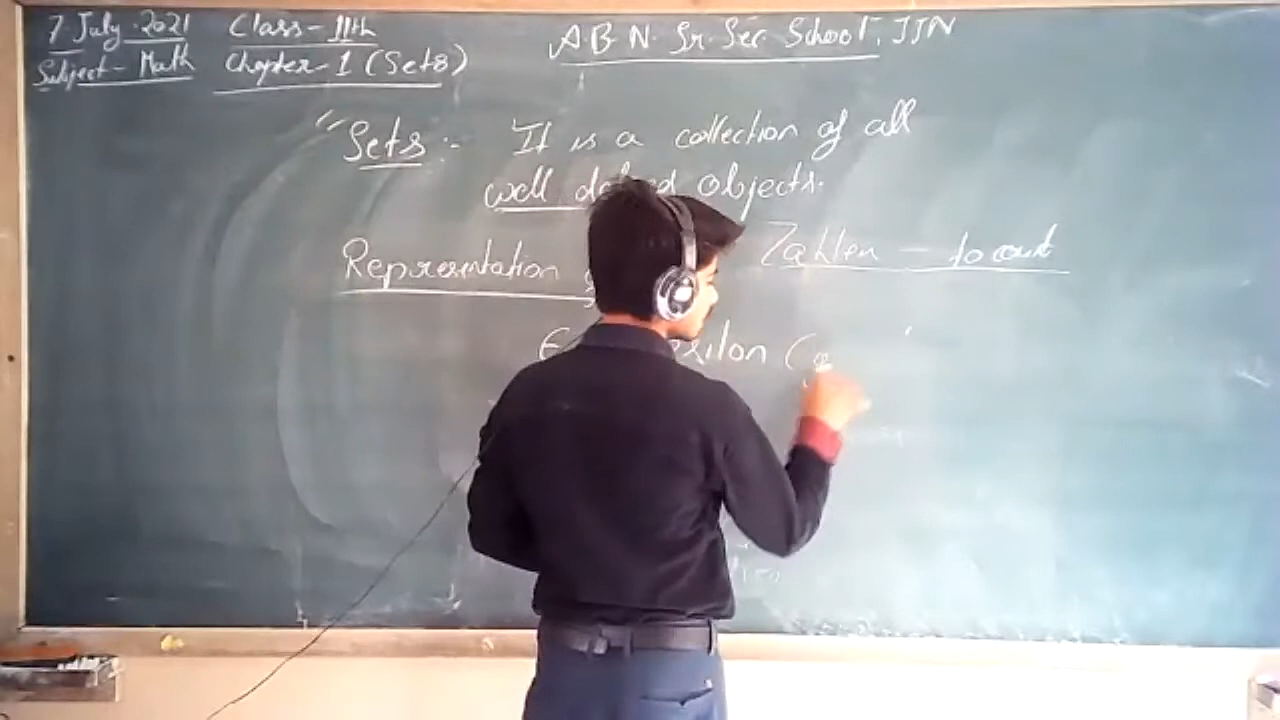 7 July 2021 Class-11th A.B.N. Sr. Sec. School, JJN
Subject- Math Chapter-1 (Sets)
"Sets:- It is a collection of all
well defined objects.
Representation Zahlen - to count
silon (